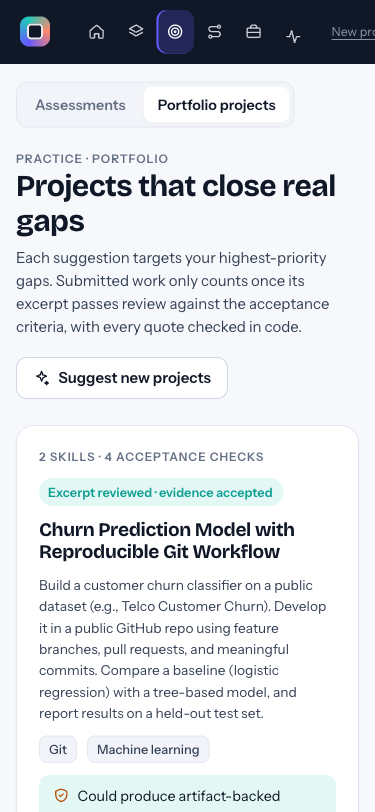 New pro
Assessments
Portfolio projects
PRACTICE · PORTFOLIO
Projects that close real
gaps
Each suggestion targets your highest-priority
gaps. Submitted work only counts once its
excerpt passes review against the acceptance
criteria, with every quote checked in code.
Suggest new projects
2 SKILLS · 4 ACCEPTANCE CHECKS
Excerpt reviewed · evidence accepted
Churn Prediction Model with
Reproducible Git Workflow
Build a customer churn classifier on a public
dataset (e.g., Telco Customer Churn). Develop
it in a public GitHub repo using feature
branches, pull requests, and meaningful
commits. Compare a baseline (logistic
regression) with a tree-based model, and
report results on a held-out test set.
Git
Machine learning
Could produce artifact-backed